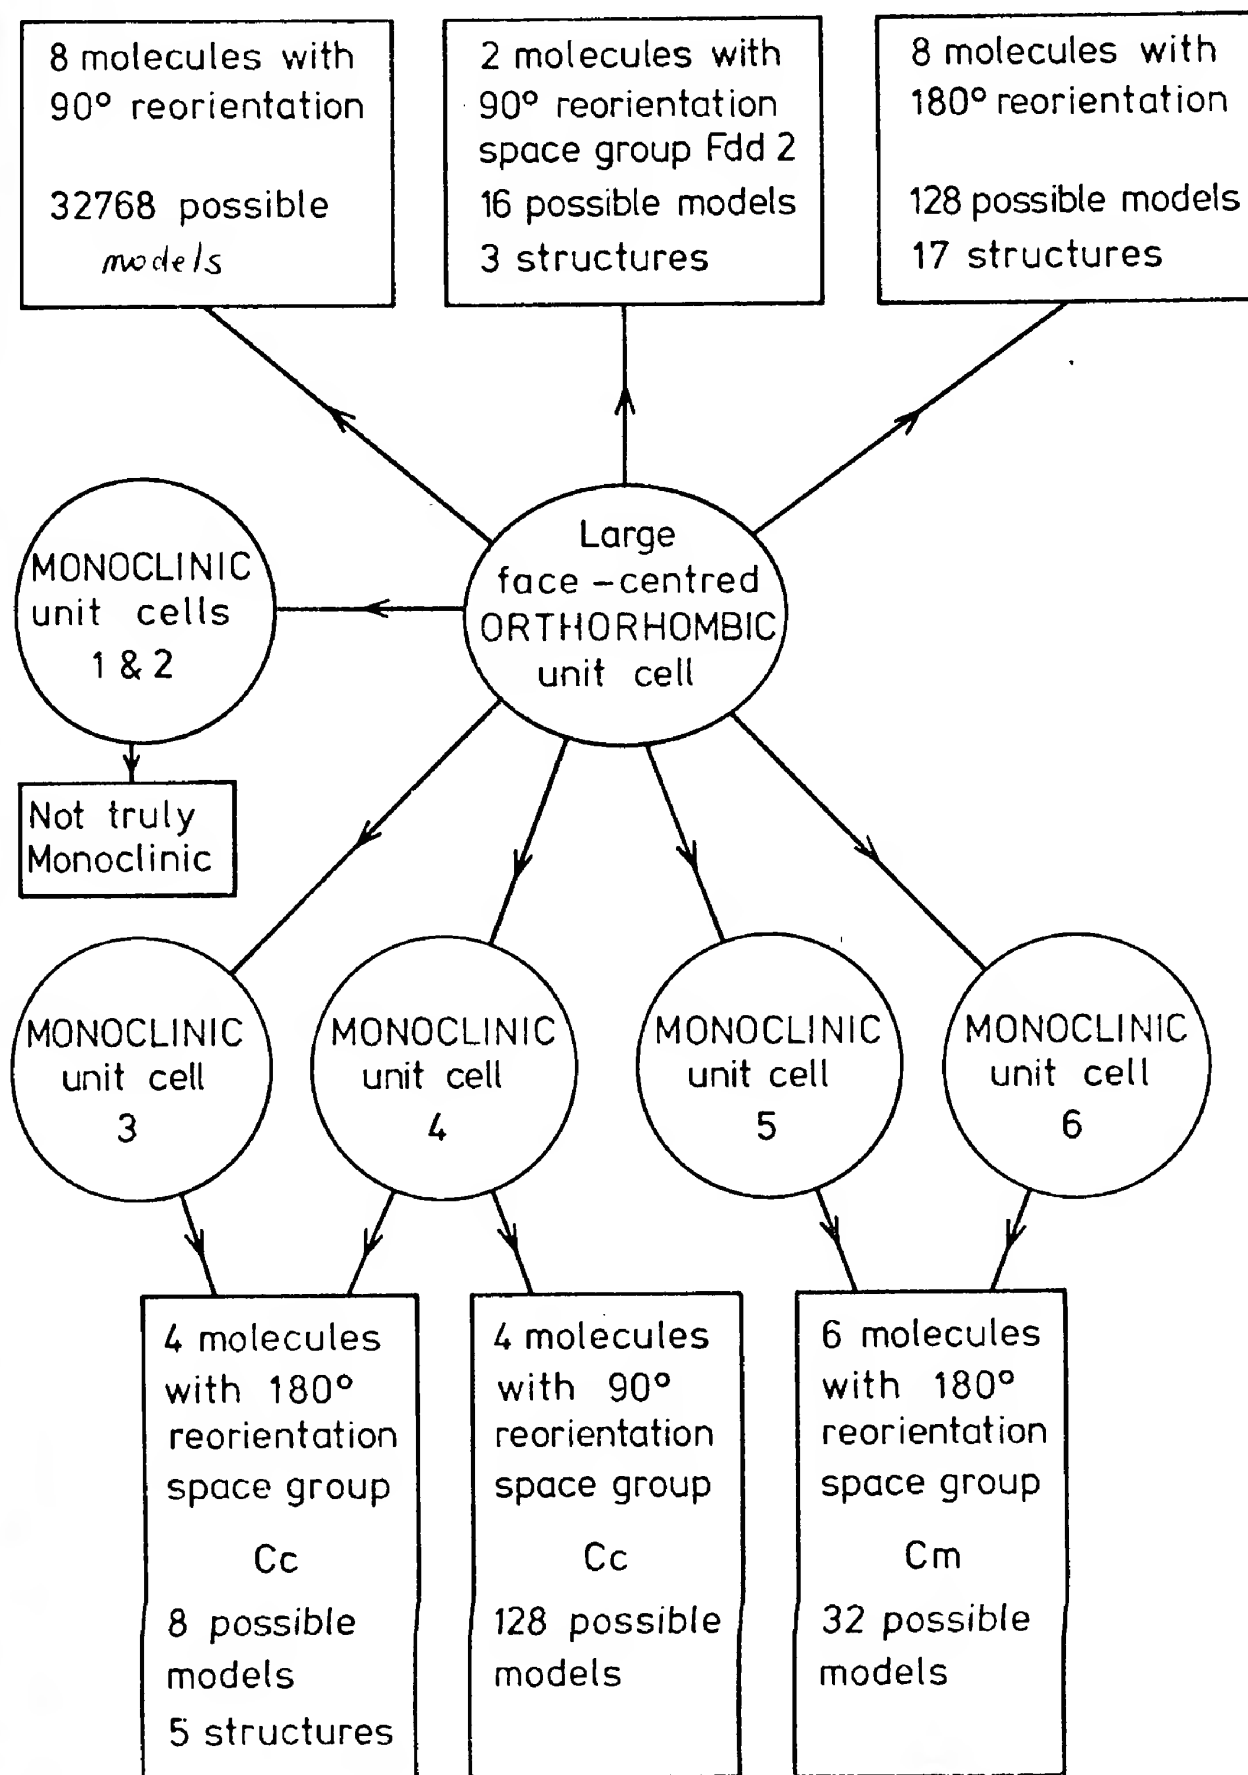 8 molecules with
90° reorientation
32768 possible
models
2 molecules with
90° reorientation
space group Fdd 2
16 possible models
3 structures
8 molecules with
180° reorientation
128 possible models
17 structures
MONOCLINIC
unit cells
1 & 2
Large
face-centred
ORTHORHOMBIC
unit cell
Not truly
Monoclinic
MONOCLINIC
unit cell
3
MONOCLINIC
unit cell
4
MONOCLINIC
unit cell
5
MONOCLINIC
unit cell
6
4 molecules
with 180°
reorientation
space group
Cc
8 possible
models
5 structures
4 molecules
with 90°
reorientation
space group
Cc
128 possible
models
6 molecules
with 180°
reorientation
space group
Cm
32 possible
models